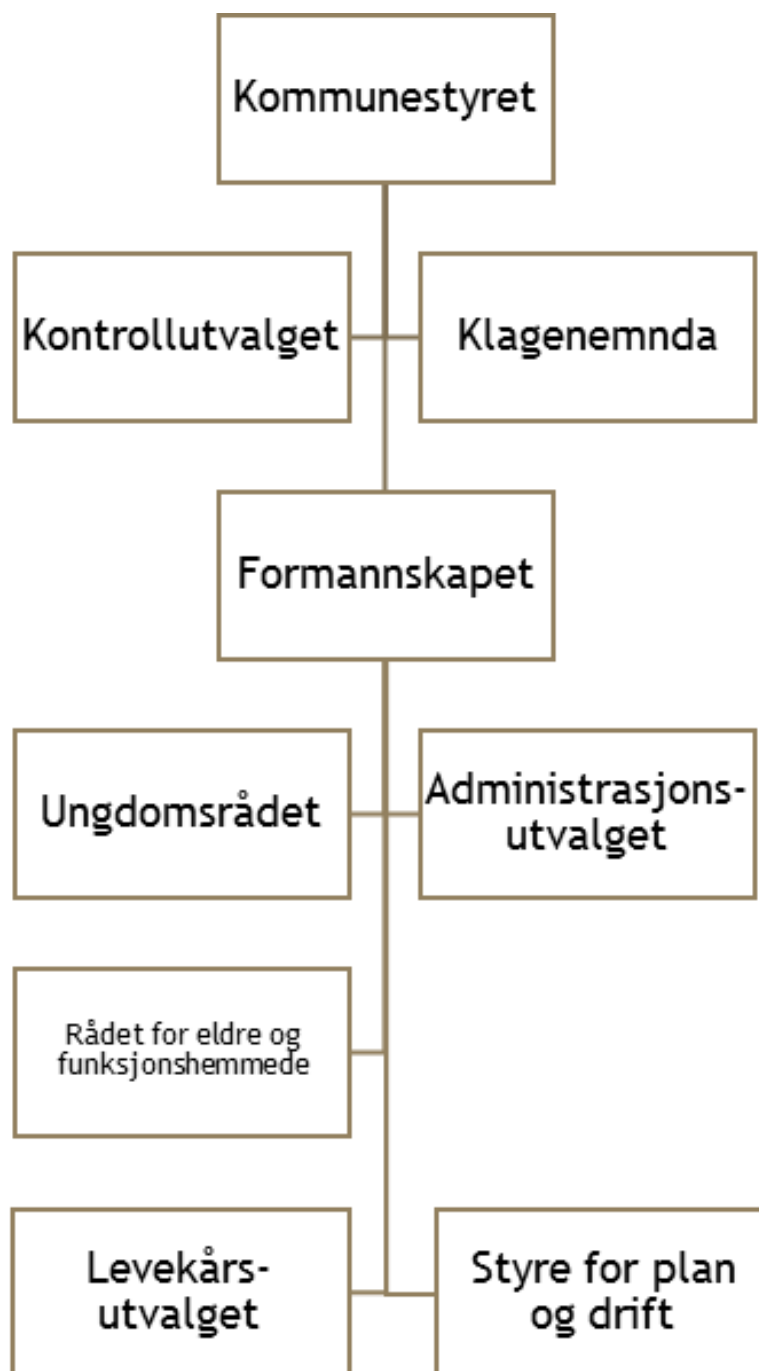 Kommunestyret
Kontrollutvalget
Klagenemnda
Formannskapet
Ungdomsrådet
Administrasjons-
utvalget
Rådet for eldre og
funksjonshemmede
Levekårs-
utvalget
Styre for plan
og drift